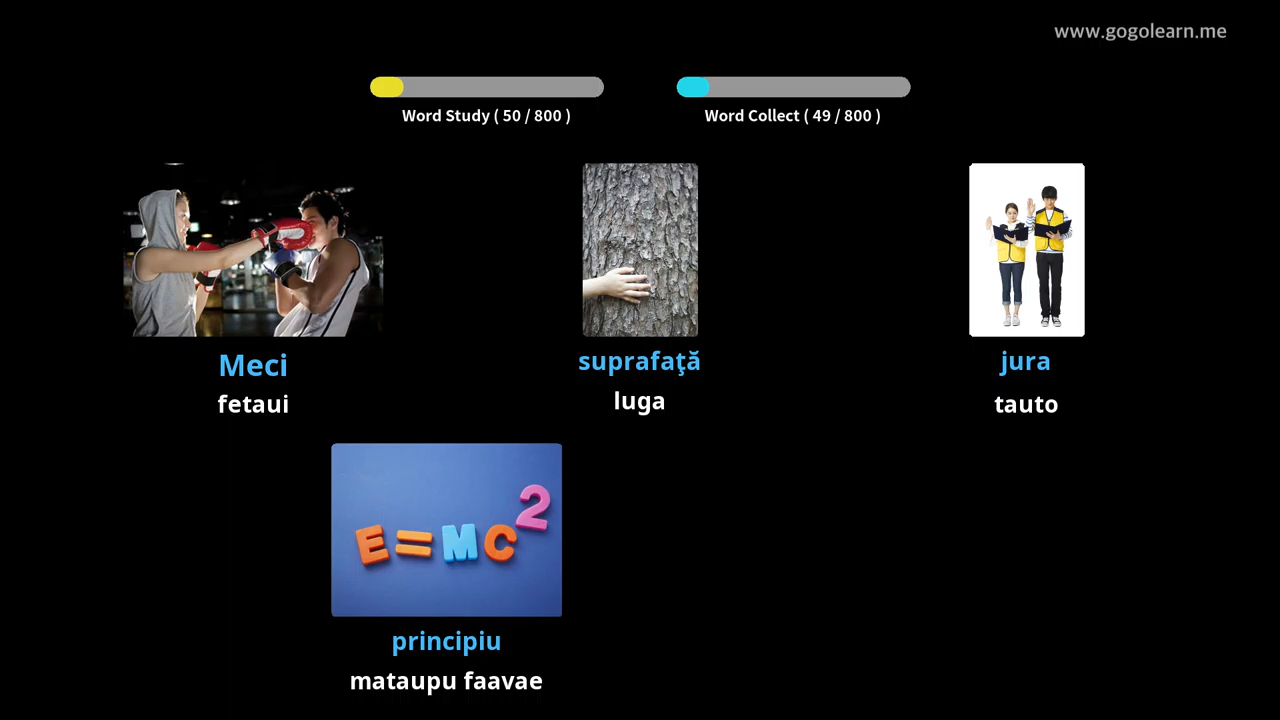 www.gogolearn.me
Word Study ( 50 / 800 )
Word Collect ( 49 / 800 )
Meci
fetaui
suprafaţă
luga
jura
tauto
E=MC2
principiu
mataupu faavae